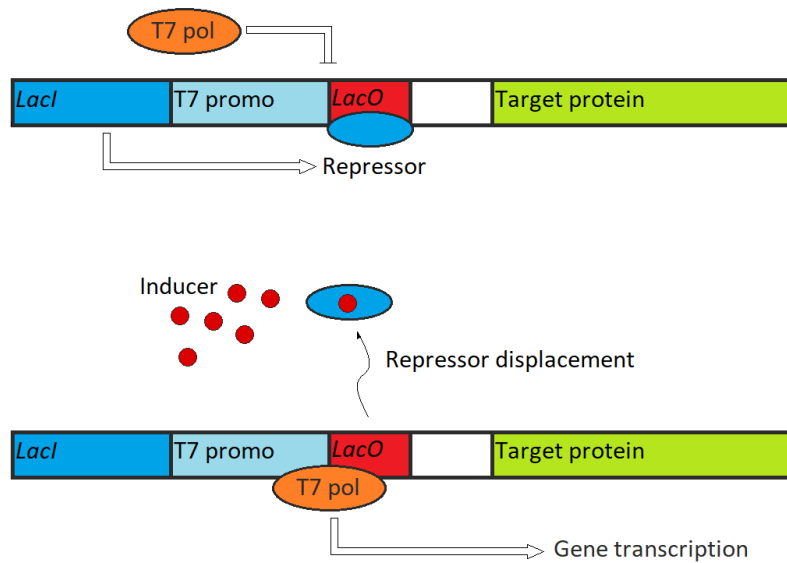 T7 pol
LacI
T7 promo
LacO
Target protein
Repressor
Inducer
Repressor displacement
LacI
T7 promo
LacO
Target protein
T7 pol
Gene transcription